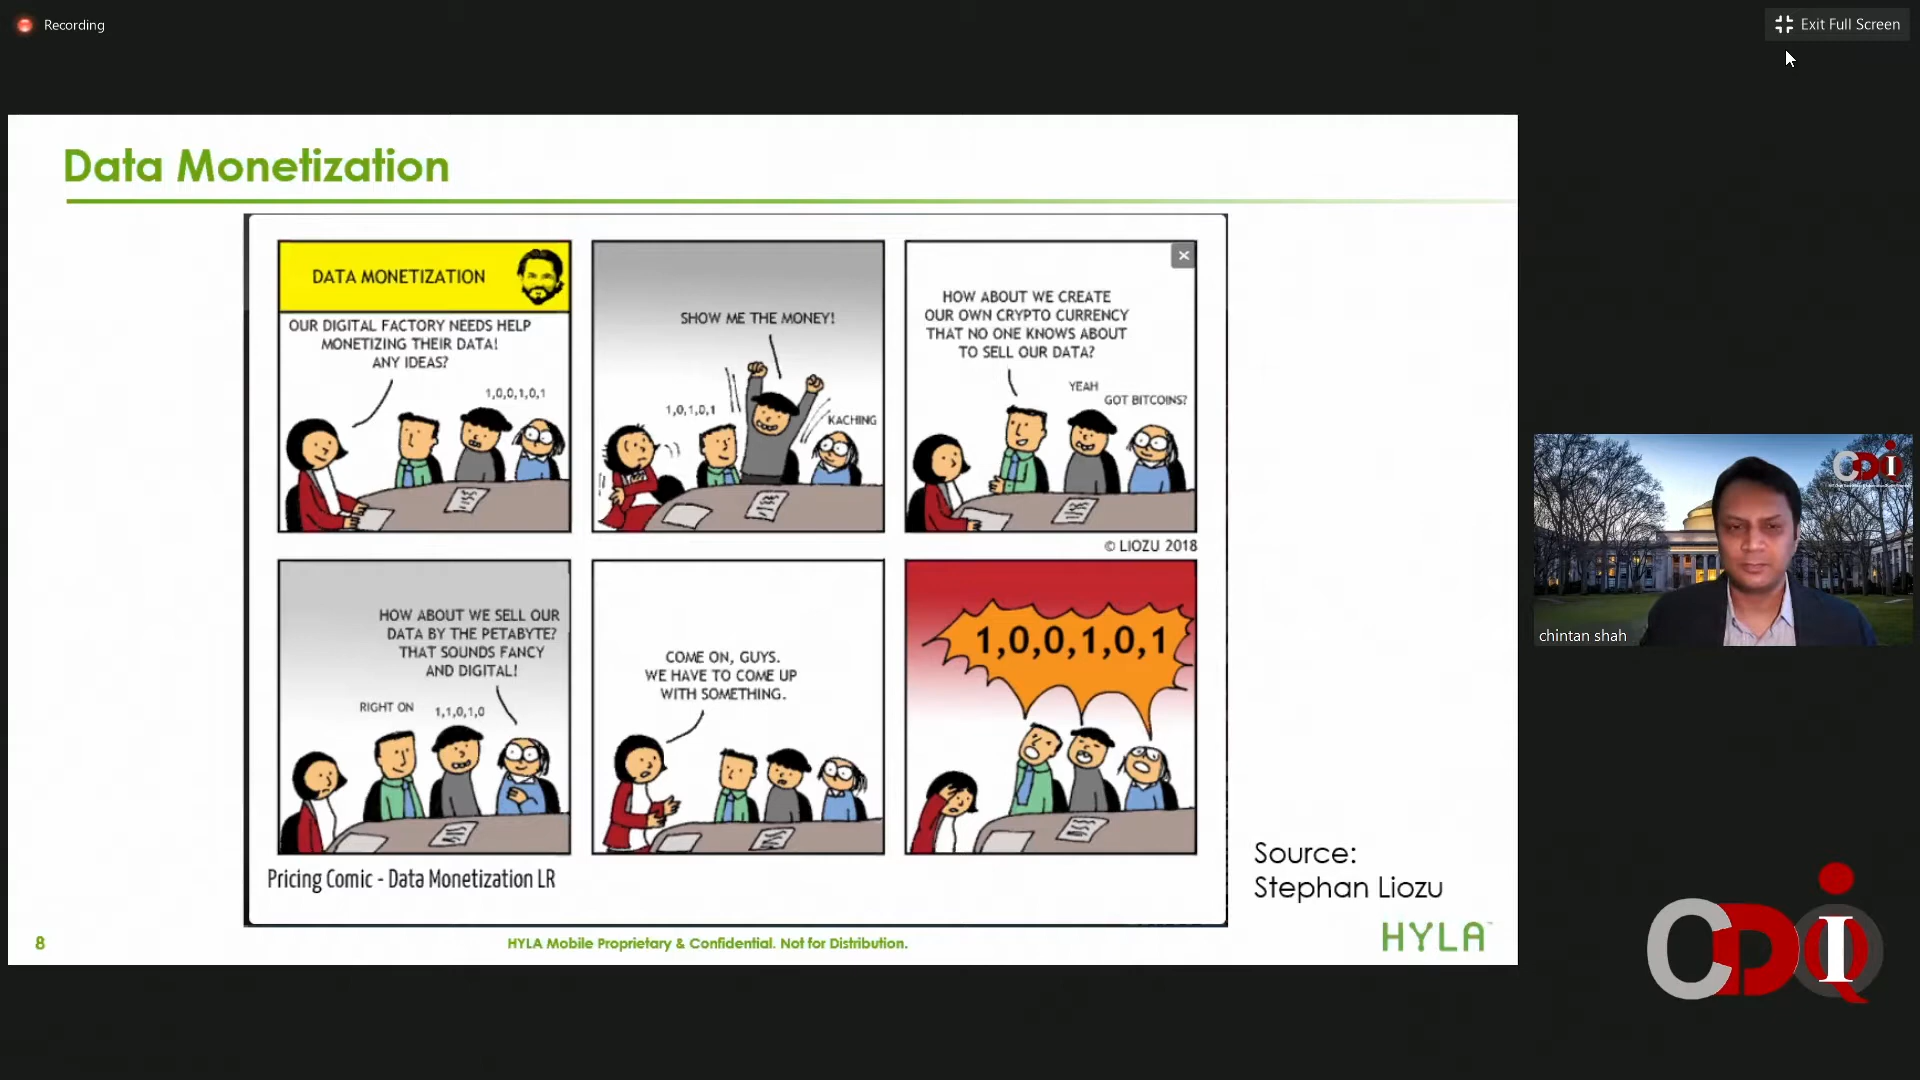 Recording
Exit Full Screen
Data Monetization
DATA MONETIZATION
OUR DIGITAL FACTORY NEEDS HELP
MONETIZING THEIR DATA!
ANY IDEAS?
1,0,0,1,0,1
SHOW ME THE MONEY!
1,0,1,0,1
KACHING
HOW ABOUT WE CREATE
OUR OWN CRYPTO CURRENCY
THAT NO ONE KNOWS ABOUT
TO SELL OUR DATA?
YEAH
GOT BITCOINS?
© LIOZU 2018
HOW ABOUT WE SELL OUR
DATA BY THE PETABYTE?
THAT SOUNDS FANCY
AND DIGITAL!
RIGHT ON
1,1,0,1,0
COME ON, GUYS.
WE HAVE TO COME UP
WITH SOMETHING.
1,0,0,1,0,1
Pricing Comic - Data Monetization LR
Source:
Stephan Liozu
8
HYLA Mobile Proprietary & Confidential. Not for Distribution.
HYLA
CDIQ
chintan shah
CDIQ